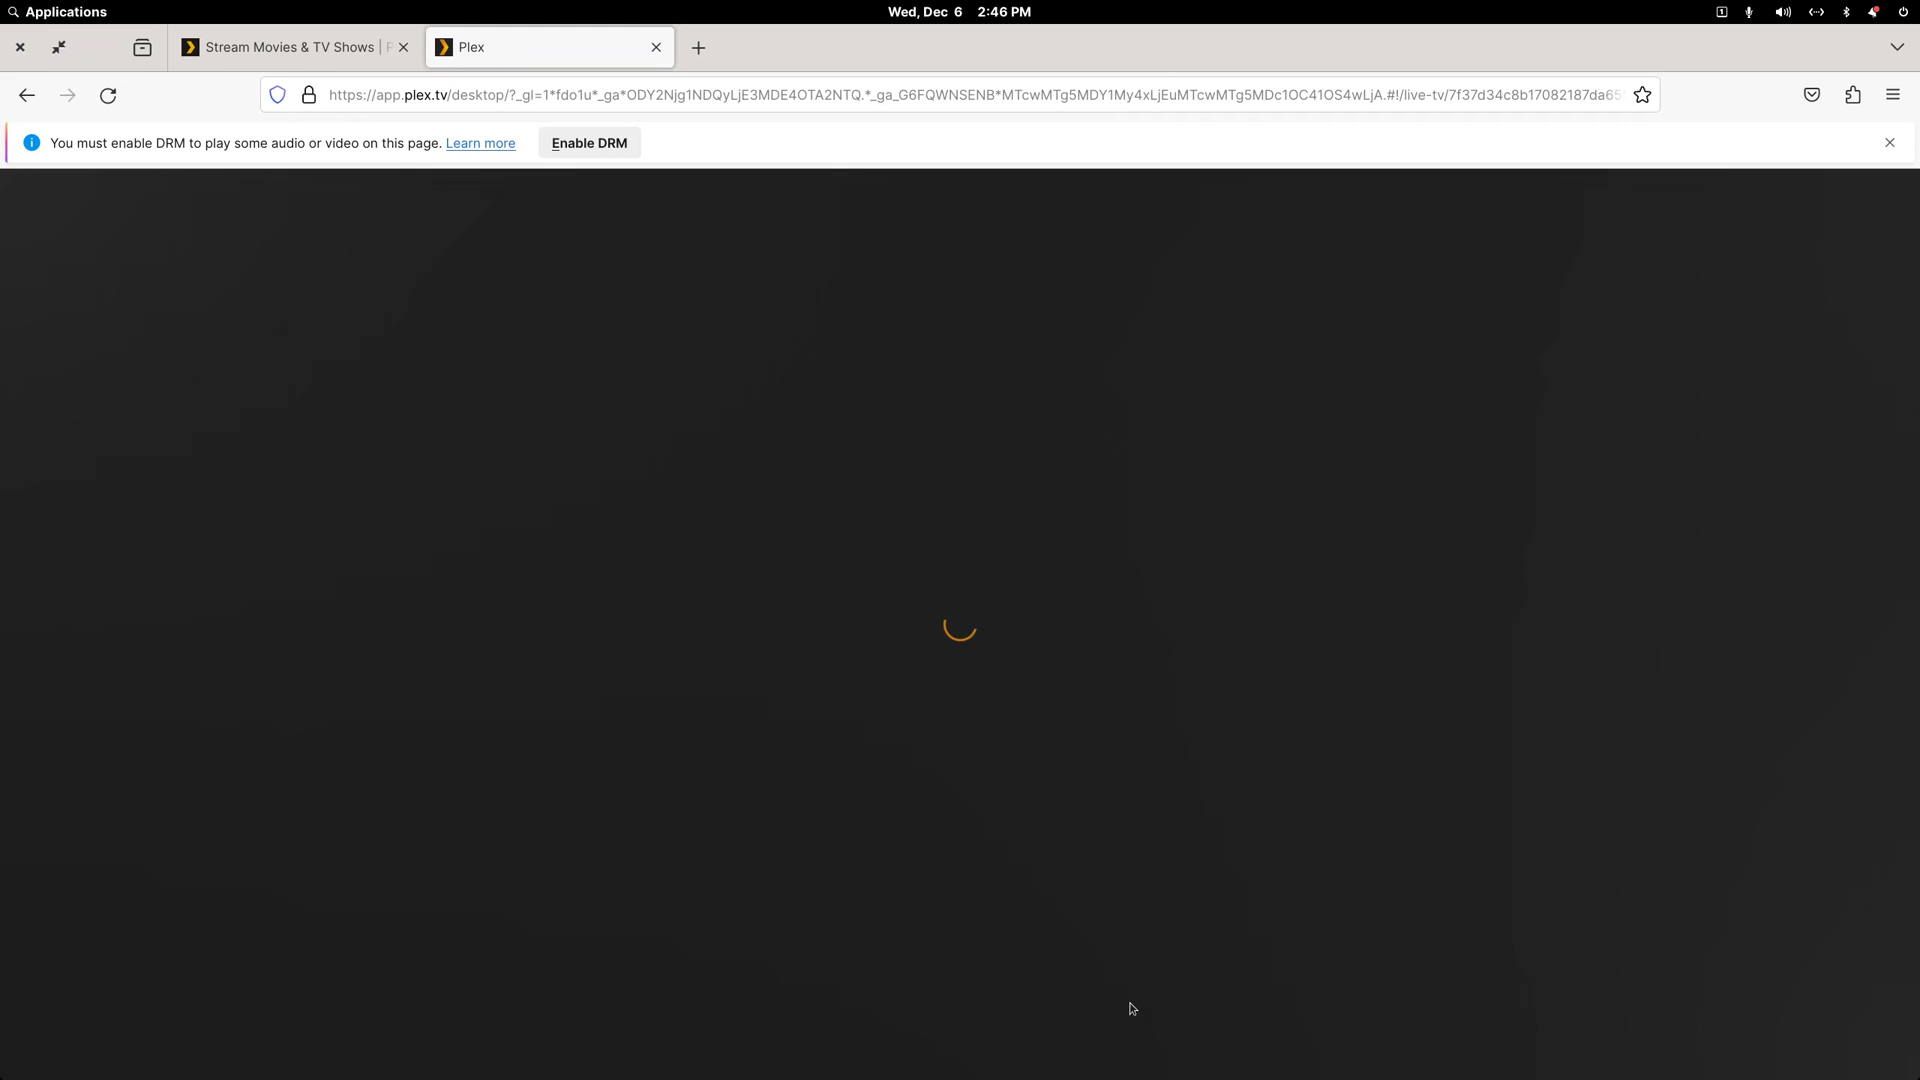 Applications
Wed, Dec 6 2:46 PM
1
Stream Movies & TV Shows | P
Plex
https://app.plex.tv/desktop/?_gl=1*fdo1u*_ga*ODY2Njg1NDQyLjE3MDE4OTA2NTQ.*_ga_G6FQWNSENB*MTcwMTg5MDY1My4xLjEuMTcwMTg5MDc1OC41OS4wLjA.#!/live-tv/7f37d34c8b17082187da65
You must enable DRM to play some audio or video on this page. Learn more
Enable DRM